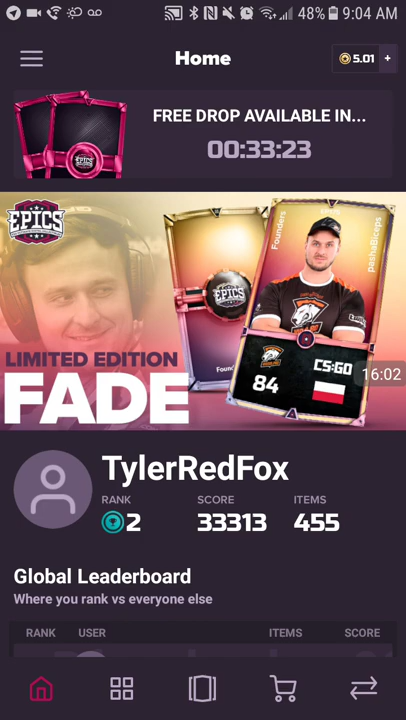 48% 9:04 AM
Home
5.01 +
FREE DROP AVAILABLE IN...
00:33:23
EPICS
EPICS
EPICS
Founders
pashaBiceps
LIMITED EDITION
FADE
84
CS:GO
16:02
TylerRedFox
RANK SCORE ITEMS
2 33313 455
Global Leaderboard
Where you rank vs everyone else
RANK USER ITEMS SCORE